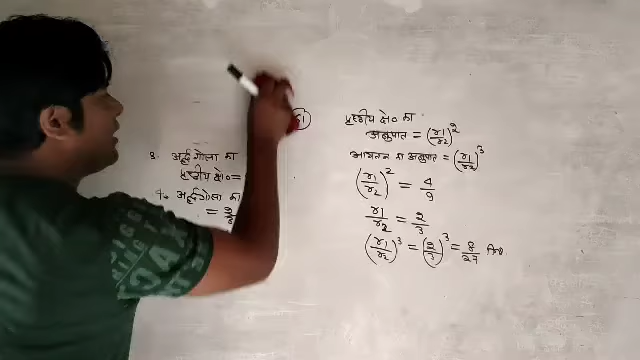 3. अर्द्धगोला का
पृष्ठीय क्षे० =
4. अर्द्धगोला का
= 2
पृष्ठीय क्षे० का
अनुपात = (r1/r2)^2
आयतन का अनुपात = (r1/r2)^3
(r1/r2)^2 = 4/9
r1/r2 = 2/3
(r1/r2)^3 = (2/3)^3 = 8/27